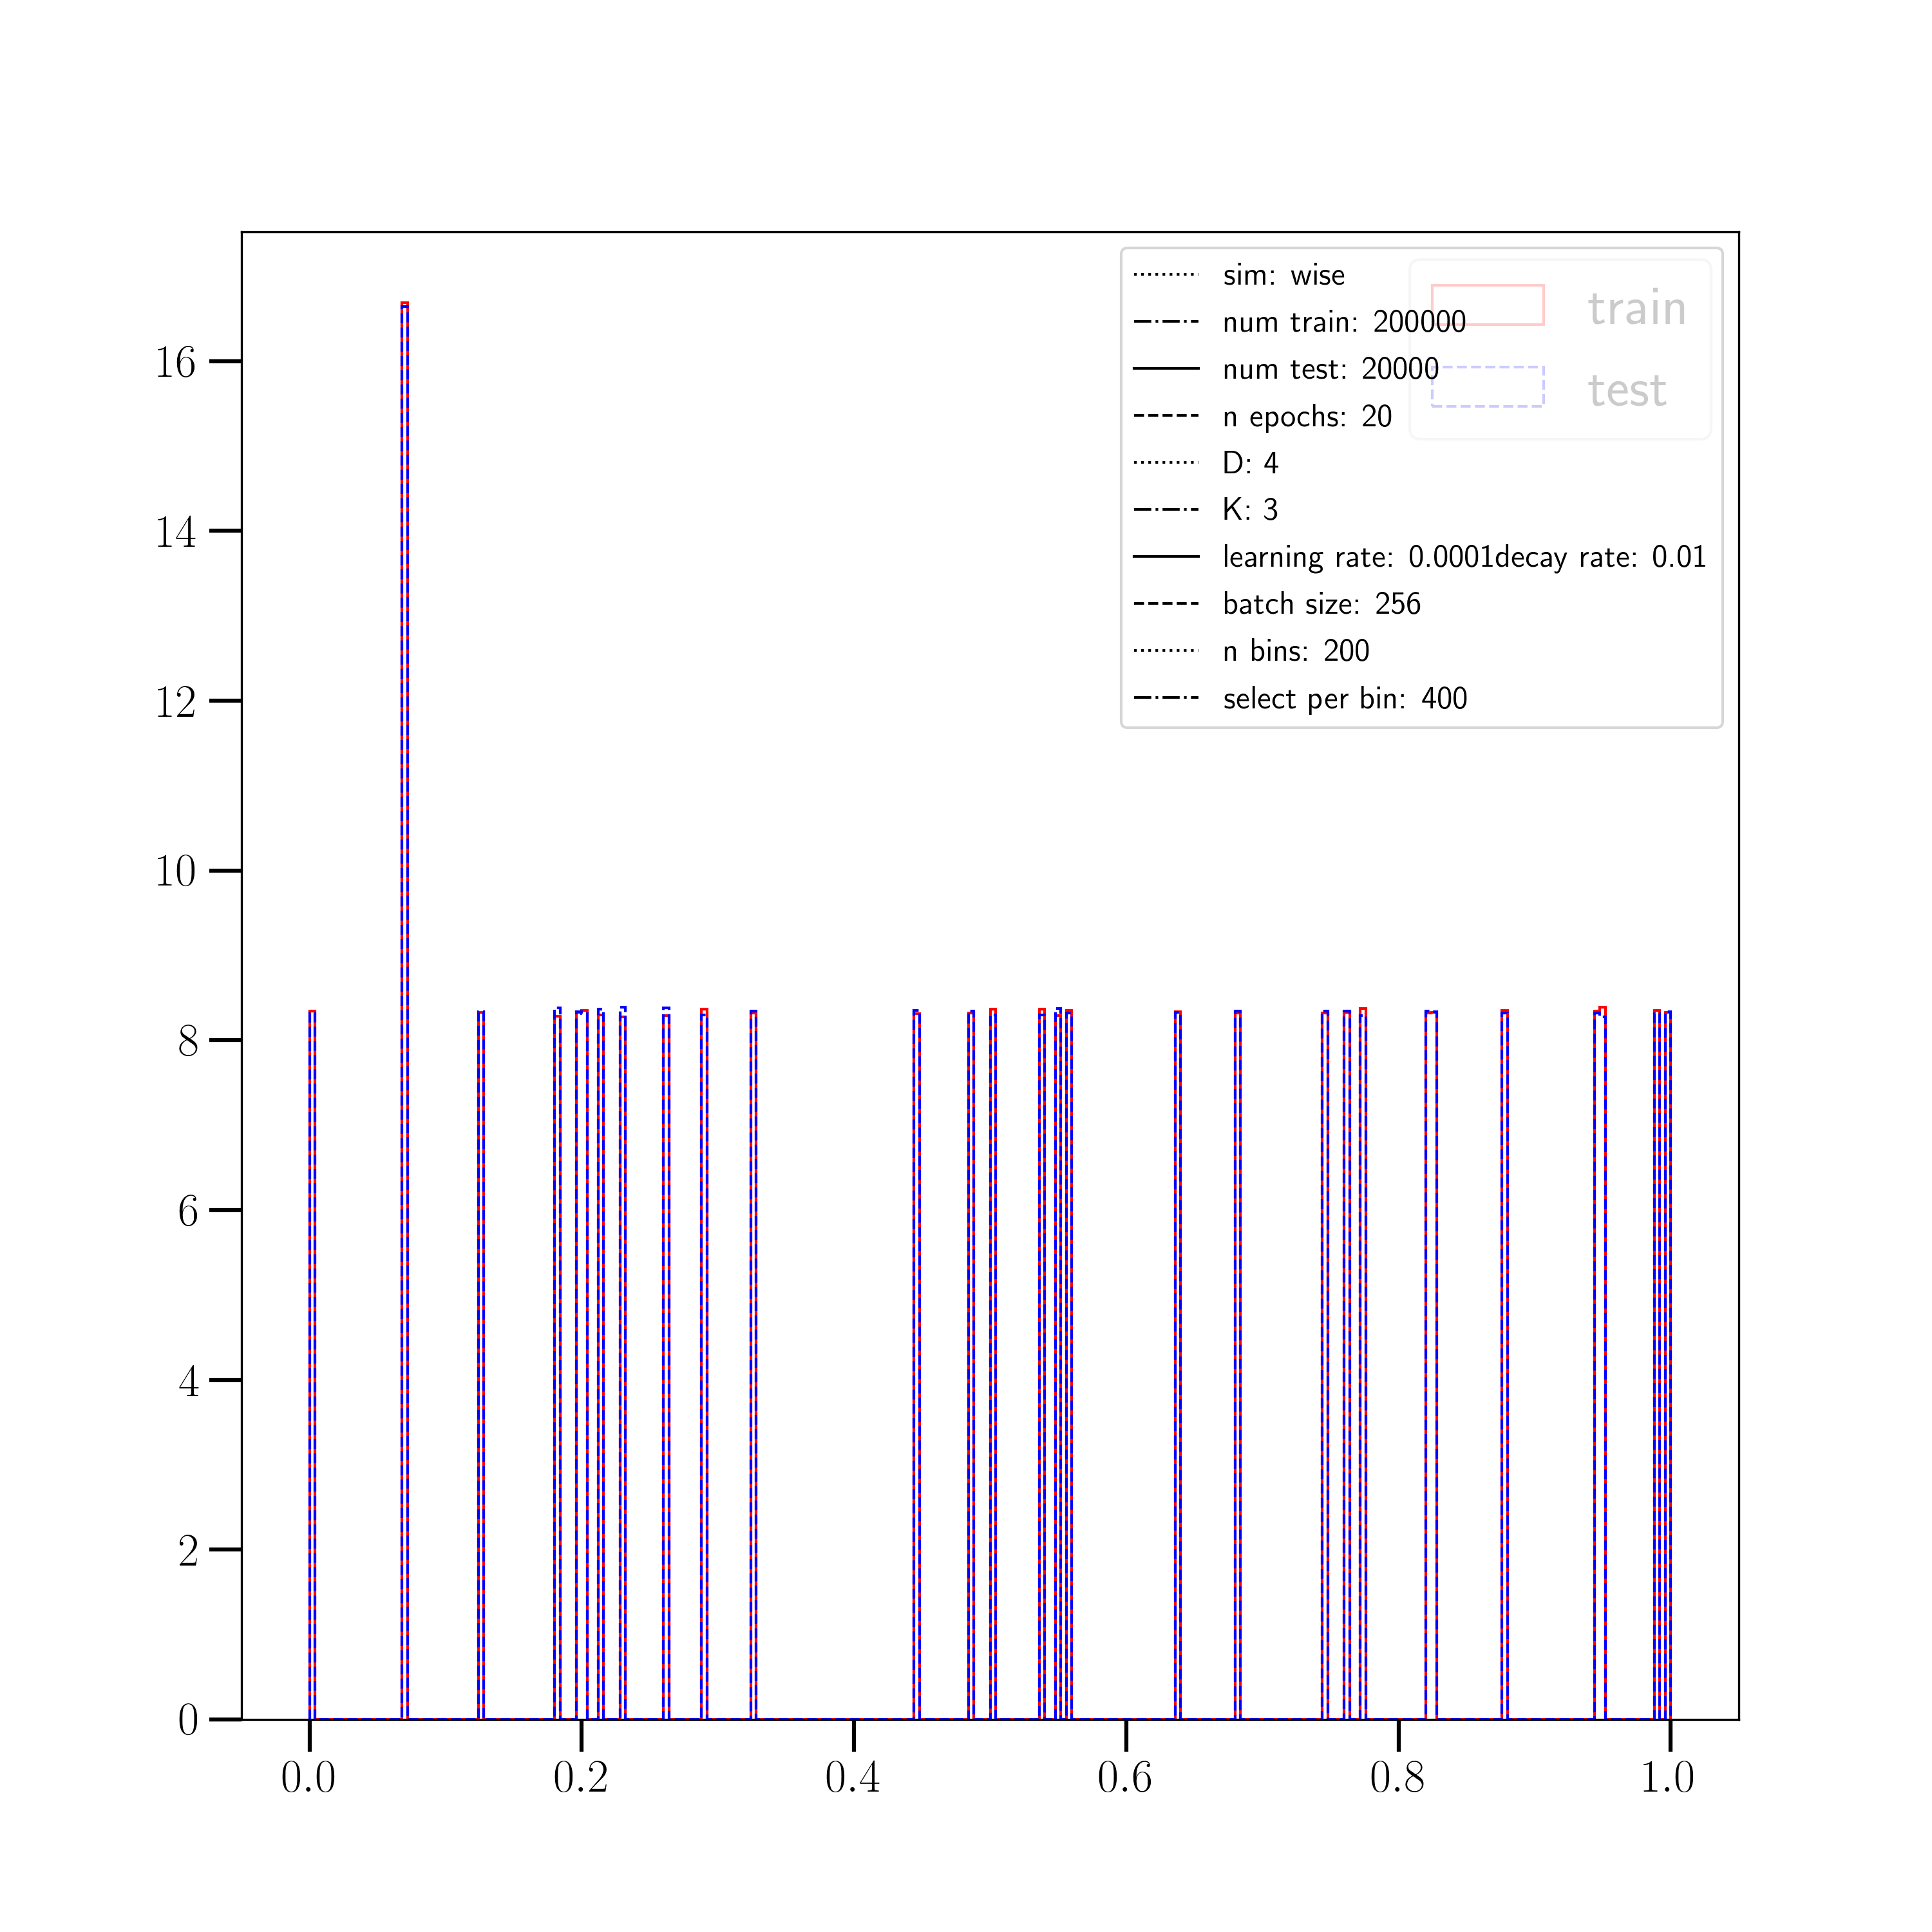 sim: wise
train
num train: 200000
num test: 20000
test
n epochs: 20
D: 4
K: 3
learning rate: 0.0001decay rate: 0.01
batch size: 256
n bins: 200
select per bin: 400
16
14
12
10
8
6
4
2
0
0.0 0.2 0.4 0.6 0.8 1.0